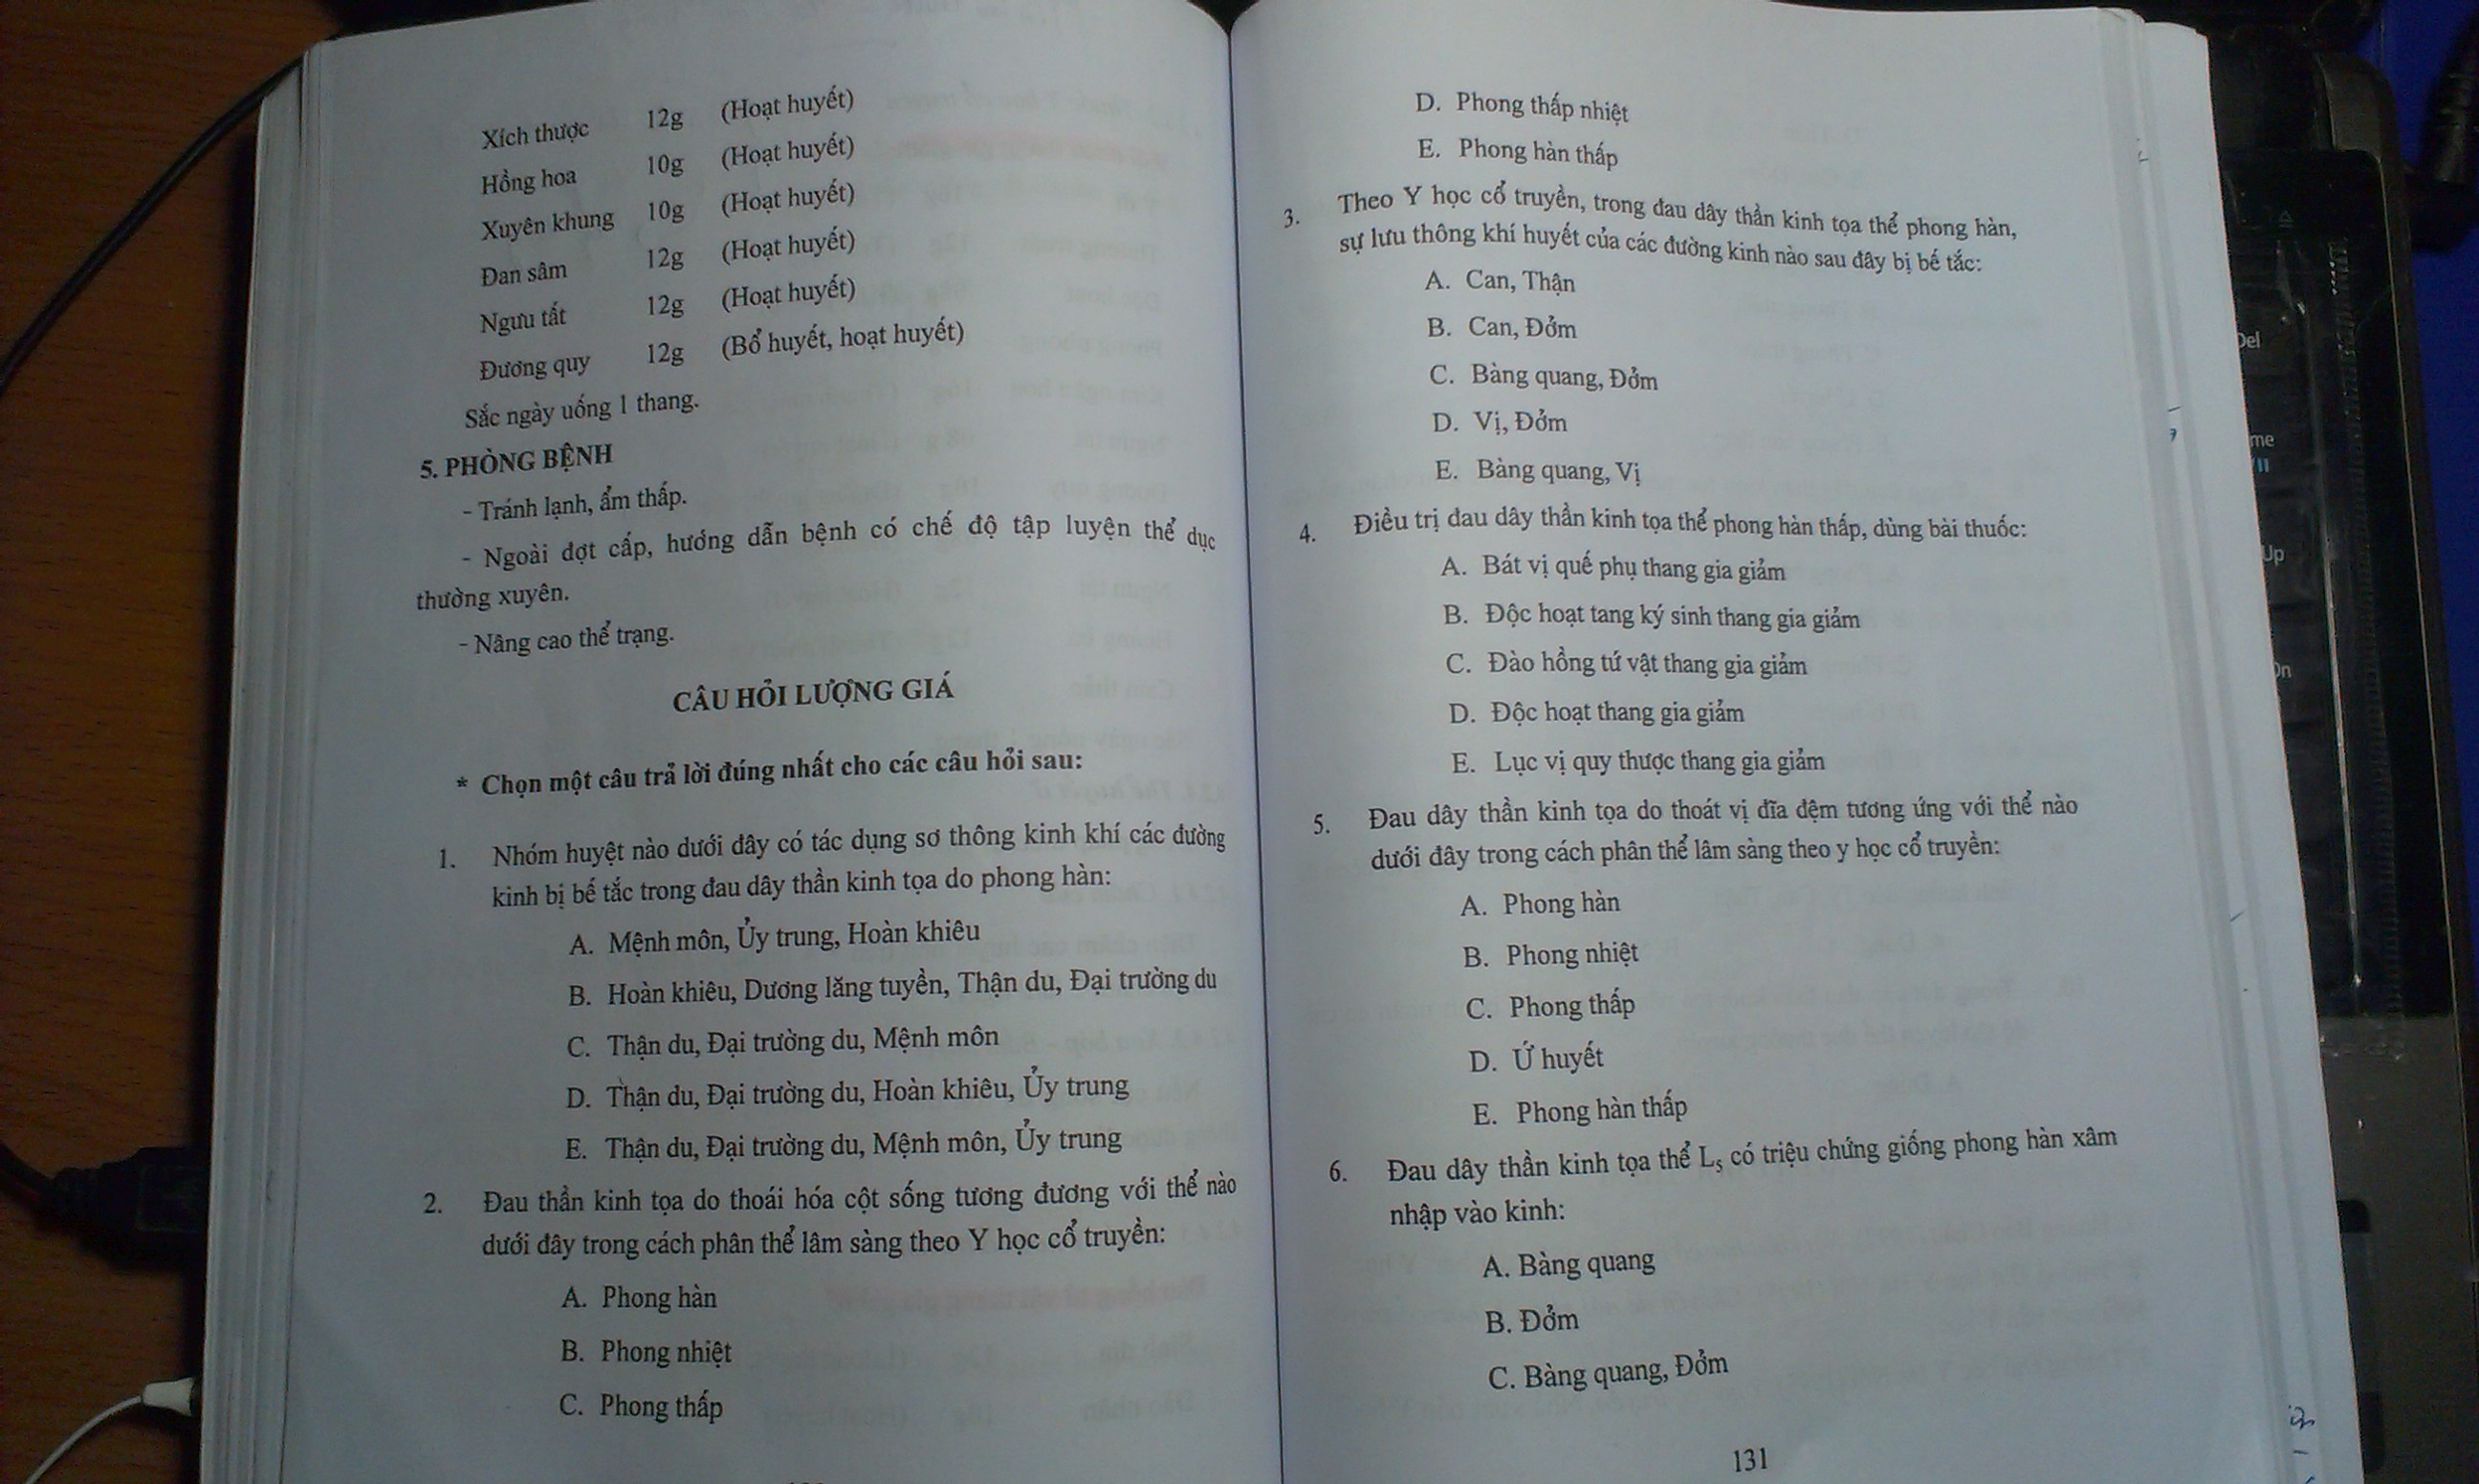 Xích thược 12g (Hoạt huyết)
Hồng hoa 10g (Hoạt huyết)
Xuyên khung 10g (Hoạt huyết)
Đan sâm 12g (Hoạt huyết)
Ngưu tất 12g (Hoạt huyết)
Đương quy 12g (Bổ huyết, hoạt huyết)
Sắc ngày uống 1 thang.
5. PHÒNG BỆNH
- Tránh lạnh, ẩm thấp.
- Ngoài đợt cấp, hướng dẫn bệnh có chế độ tập luyện thể dục
thường xuyên.
- Nâng cao thể trạng.
CÂU HỎI LƯỢNG GIÁ
* Chọn một câu trả lời đúng nhất cho các câu hỏi sau:
1. Nhóm huyệt nào dưới đây có tác dụng sơ thông kinh khí các đường
kinh bị bế tắc trong đau dây thần kinh tọa do phong hàn:
A. Mệnh môn, Ủy trung, Hoàn khiêu
B. Hoàn khiêu, Dương lăng tuyền, Thận du, Đại trường du
C. Thận du, Đại trường du, Mệnh môn
D. Thận du, Đại trường du, Hoàn khiêu, Ủy trung
E. Thận du, Đại trường du, Mệnh môn, Ủy trung
2. Đau thần kinh tọa do thoái hóa cột sống tương đương với thể nào
dưới đây trong cách phân thể lâm sàng theo Y học cổ truyền:
A. Phong hàn
B. Phong nhiệt
C. Phong thấp
D. Phong thấp nhiệt
E. Phong hàn thấp
3. Theo Y học cổ truyền, trong đau dây thần kinh tọa thể phong hàn,
sự lưu thông khí huyết của các đường kinh nào sau đây bị bế tắc:
A. Can, Thận
B. Can, Đởm
C. Bàng quang, Đởm
D. Vị, Đởm
E. Bàng quang, Vị
4. Điều trị đau dây thần kinh tọa thể phong hàn thấp, dùng bài thuốc:
A. Bát vị quế phụ thang gia giảm
B. Độc hoạt tang ký sinh thang gia giảm
C. Đào hồng tứ vật thang gia giảm
D. Độc hoạt thang gia giảm
E. Lục vị quy thược thang gia giảm
5. Đau dây thần kinh tọa do thoát vị đĩa đệm tương ứng với thể nào
dưới đây trong cách phân thể lâm sàng theo y học cổ truyền:
A. Phong hàn
B. Phong nhiệt
C. Phong thấp
D. Ứ huyết
E. Phong hàn thấp
6. Đau dây thần kinh tọa thể L5 có triệu chứng giống phong hàn xâm
nhập vào kinh:
A. Bàng quang
B. Đởm
C. Bàng quang, Đởm
131